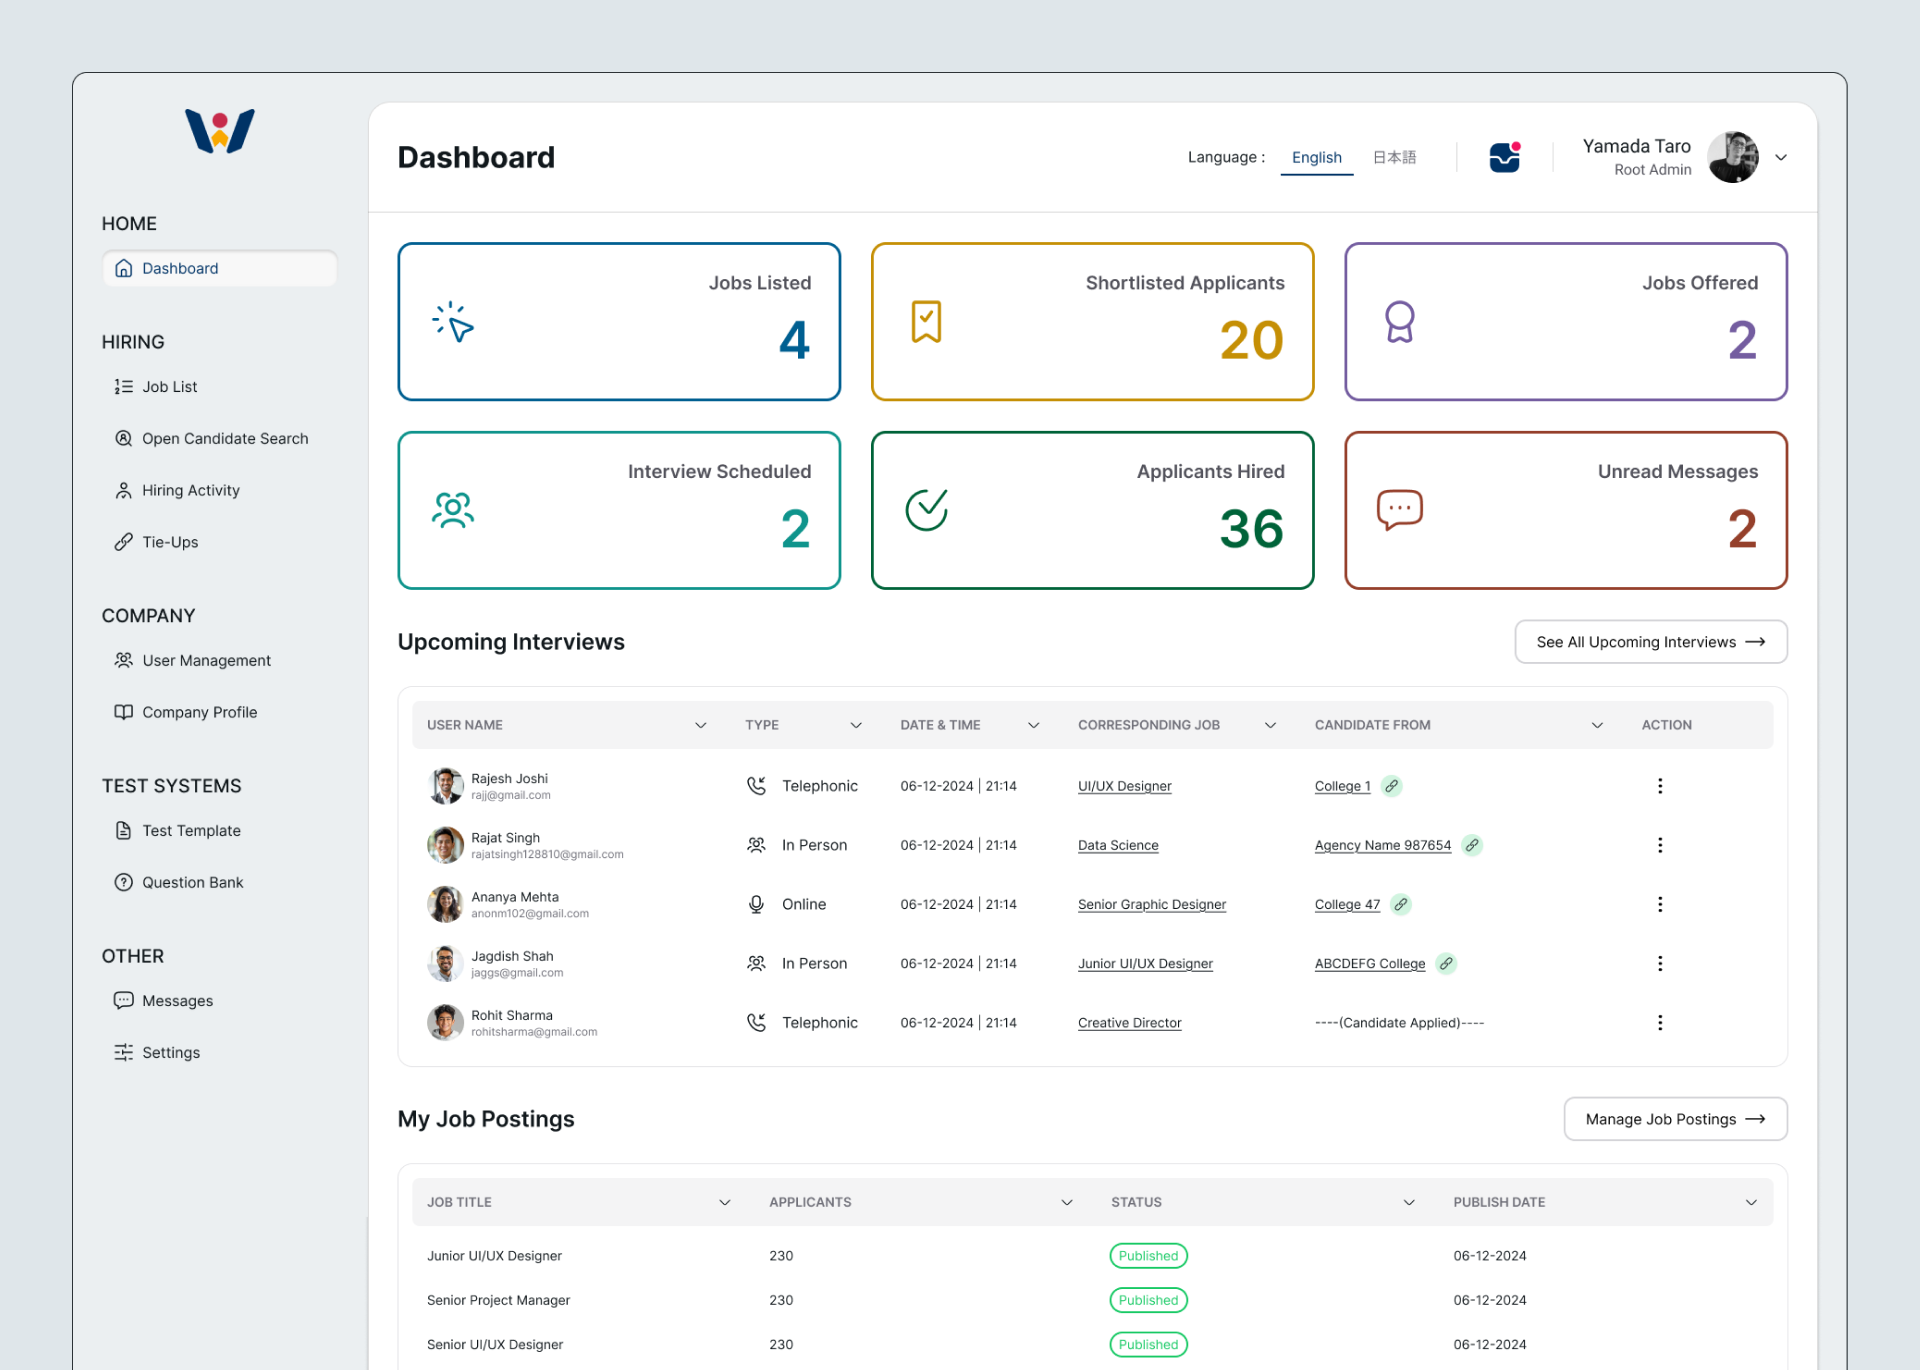 Dashboard
Language :
English
日本語
Yamada Taro
Root Admin
HOME
Dashboard
HIRING
Job List
Open Candidate Search
Hiring Activity
Tie-Ups
COMPANY
User Management
Company Profile
TEST SYSTEMS
Test Template
Question Bank
OTHER
Messages
Settings
Jobs Listed
4
Shortlisted Applicants
20
Jobs Offered
2
Interview Scheduled
2
Applicants Hired
36
Unread Messages
2
Upcoming Interviews
See All Upcoming Interviews
USER NAME TYPE DATE & TIME CORRESPONDING JOB CANDIDATE FROM ACTION
Rajesh Joshi
rajj@gmail.com
Telephonic 06-12-2024 | 21:14 UI/UX Designer College 1
Rajat Singh
rajatsingh128810@gmail.com
In Person 06-12-2024 | 21:14 Data Science Agency Name 987654
Ananya Mehta
anonm102@gmail.com
Online 06-12-2024 | 21:14 Senior Graphic Designer College 47
Jagdish Shah
jaggs@gmail.com
In Person 06-12-2024 | 21:14 Junior UI/UX Designer ABCDEFG College
Rohit Sharma
rohitsharma@gmail.com
Telephonic 06-12-2024 | 21:14 Creative Director ----(Candidate Applied)----
My Job Postings
Manage Job Postings
JOB TITLE APPLICANTS STATUS PUBLISH DATE
Junior UI/UX Designer 230 Published 06-12-2024
Senior Project Manager 230 Published 06-12-2024
Senior UI/UX Designer 230 Published 06-12-2024